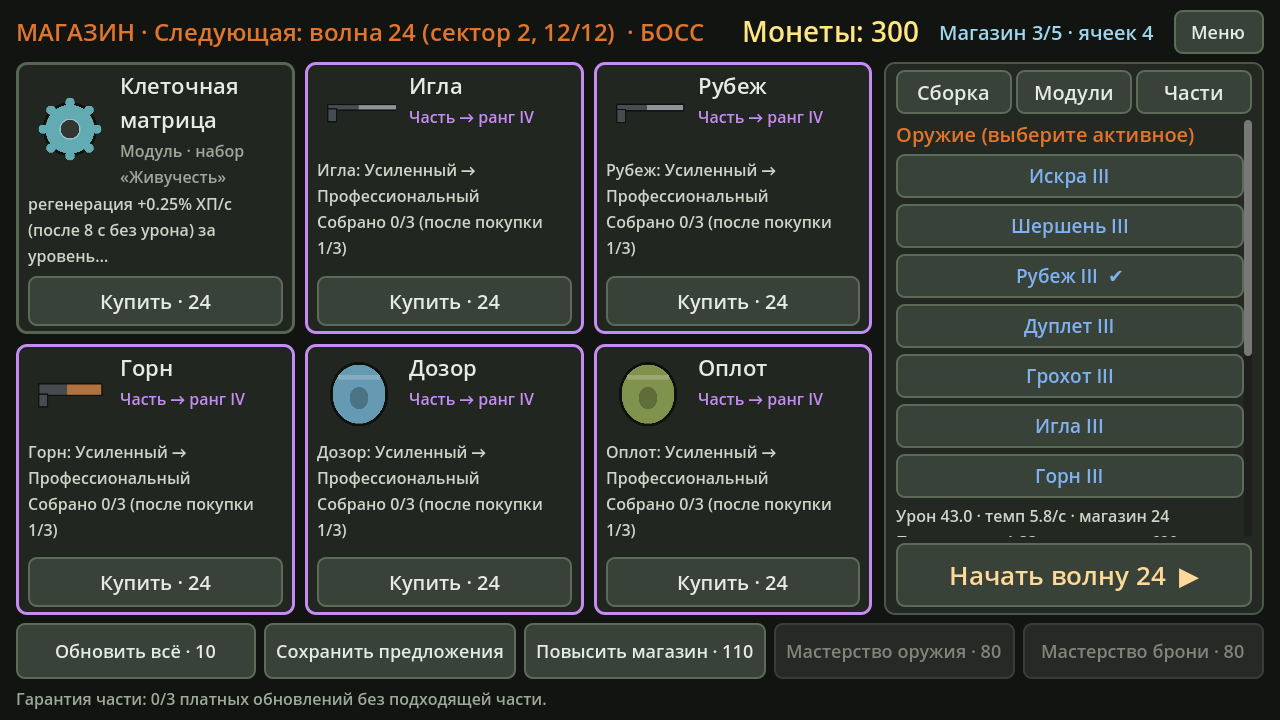 МАГАЗИН · Следующая: волна 24 (сектор 2, 12/12) · БОСС
Монеты: 300
Магазин 3/5 · ячеек 4
Меню
Клеточная
матрица
Модуль · набор
«Живучесть»
регенерация +0.25% ХП/с
(после 8 с без урона) за
уровень...
Купить · 24
Игла
Часть → ранг IV
Игла: Усиленный →
Профессиональный
Собрано 0/3 (после покупки
1/3)
Купить · 24
Рубеж
Часть → ранг IV
Рубеж: Усиленный →
Профессиональный
Собрано 0/3 (после покупки
1/3)
Купить · 24
Горн
Часть → ранг IV
Горн: Усиленный →
Профессиональный
Собрано 0/3 (после покупки
1/3)
Купить · 24
Дозор
Часть → ранг IV
Дозор: Усиленный →
Профессиональный
Собрано 0/3 (после покупки
1/3)
Купить · 24
Оплот
Часть → ранг IV
Оплот: Усиленный →
Профессиональный
Собрано 0/3 (после покупки
1/3)
Купить · 24
Сборка
Модули
Части
Оружие (выберите активное)
Искра III
Шершень III
Рубеж III ✔
Дуплет III
Грохот III
Игла III
Горн III
Урон 43.0 · темп 5.8/с · магазин 24
Начать волну 24 ▶
Обновить всё · 10
Сохранить предложения
Повысить магазин · 110
Мастерство оружия · 80
Мастерство брони · 80
Гарантия части: 0/3 платных обновлений без подходящей части.